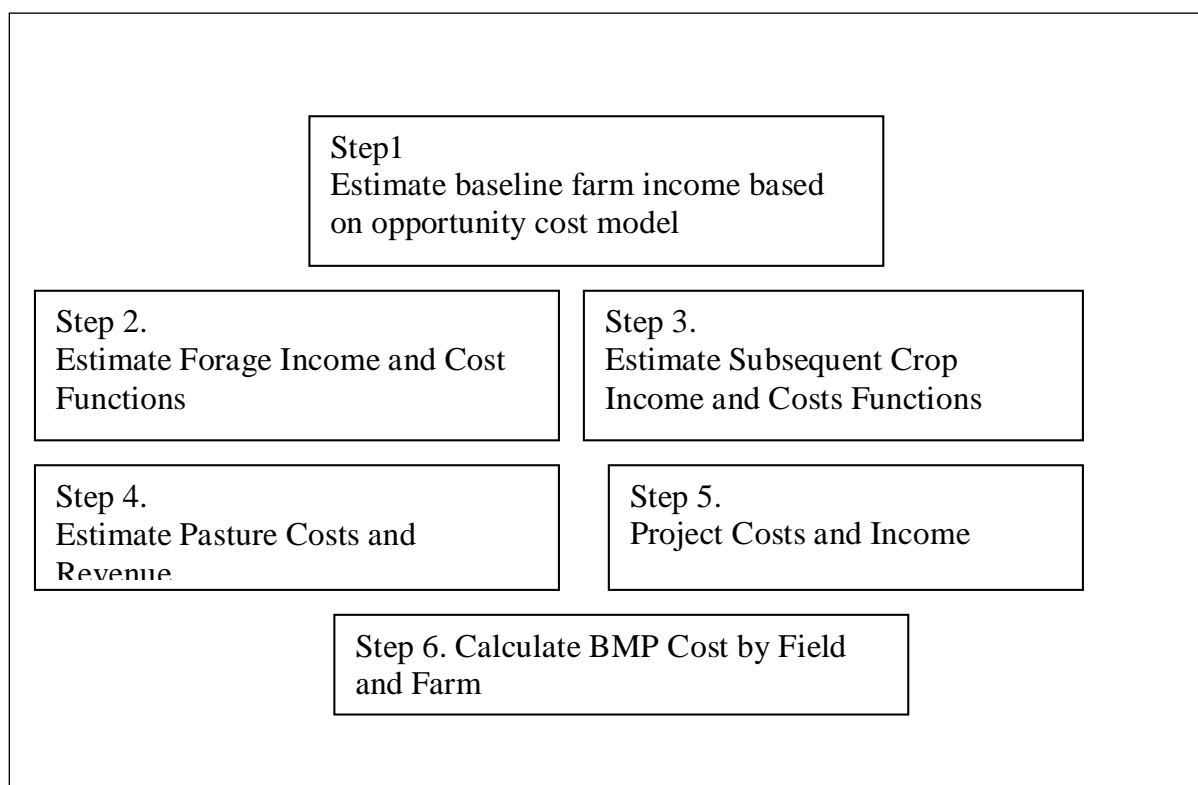 Step1
Estimate baseline farm income based
on opportunity cost model
Step 2.
Estimate Forage Income and Cost
Functions
Step 3.
Estimate Subsequent Crop
Income and Costs Functions
Step 4.
Estimate Pasture Costs and
Revenue
Step 5.
Project Costs and Income
Step 6. Calculate BMP Cost by Field
and Farm